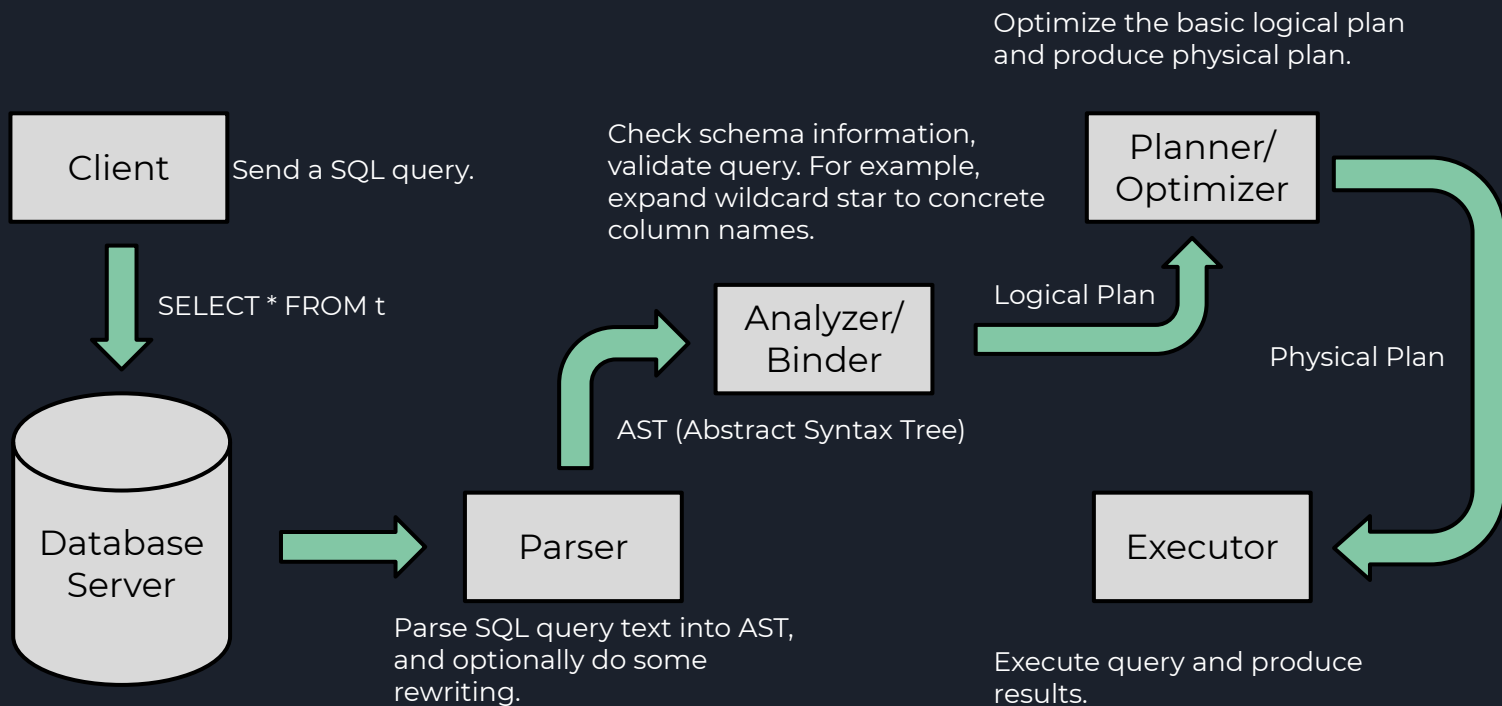 Client
Send a SQL query.
SELECT * FROM t
Database
Server
Parser
Parse SQL query text into AST,
and optionally do some
rewriting.
AST (Abstract Syntax Tree)
Check schema information,
validate query. For example,
expand wildcard star to concrete
column names.
Analyzer/
Binder
Logical Plan
Optimize the basic logical plan
and produce physical plan.
Planner/
Optimizer
Physical Plan
Executor
Execute query and produce
results.